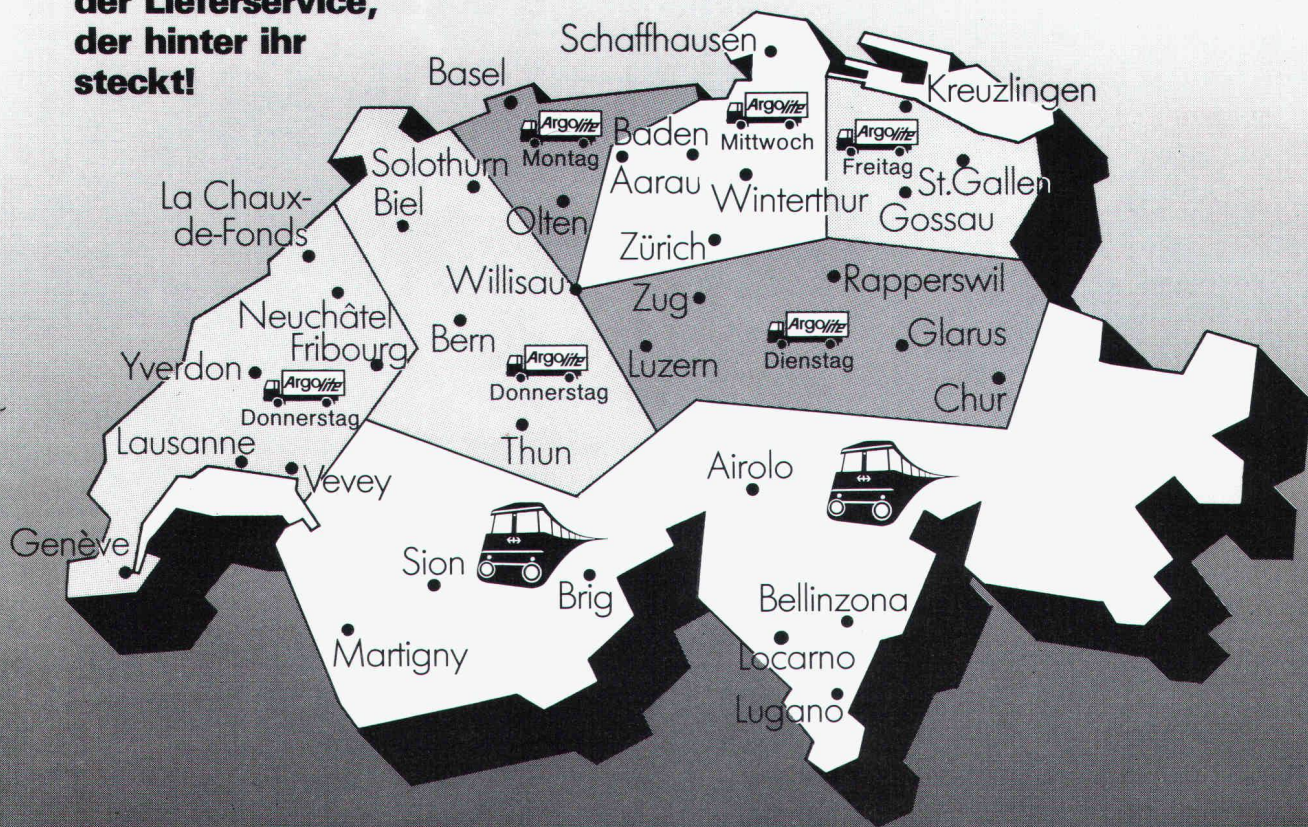 der Lieferservice,
der hinter ihr
steckt!
Schaffhausen
Basel
Kreuzlingen
Argolite
Montag
Argolite
Mittwoch
Argolite
Freitag
Baden
Solothurn
Aarau
St.Gallen
La Chaux-
de-Fonds
Biel
Winterthur
Olten
Gossau
Zürich
Willisau
Zug
Rapperswil
Neuchâtel
Bern
Argolite
Dienstag
Glarus
Fribourg
Yverdon
Argolite
Donnerstag
Argolite
Donnerstag
Luzern
Chur
Lausanne
Thun
Vevey
Airolo
Genève
Sion
Brig
Bellinzona
Martigny
Locarno
Lugano